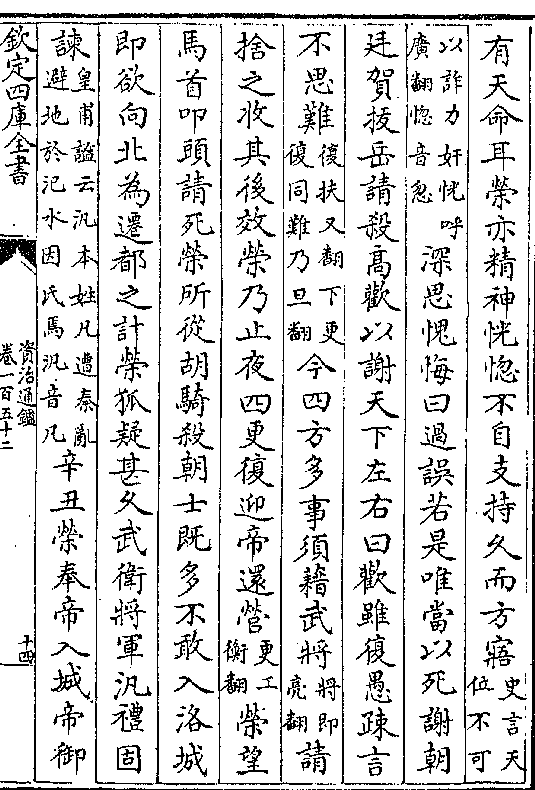 有天命耳榮亦精神恍惚不自支持久而方寤史言天位不可
以詐力奸恍呼廣翻惚音忽深思愧悔曰過誤若是唯當以死謝朝
廷賀拔岳請殺高歡以謝天下左右曰歡雖復愚疎言
不思難復扶又翻下更復同難乃旦翻今四方多事須藉武將將即亮翻請
捨之收其後效榮乃止夜四更復迎帝還營更工衡翻榮望
馬首叩頭請死榮所從胡騎殺朝士既多不敢入洛城
即欲向北為遷都之計榮狐疑甚久武衛將軍汎禮固
諫皇甫謐云汎本姓凡遭秦亂避地於汜水因氏焉汎音凡辛丑榮奉帝入城帝御
欽定四庫全書
資治通鑑
卷一百五十二
十四